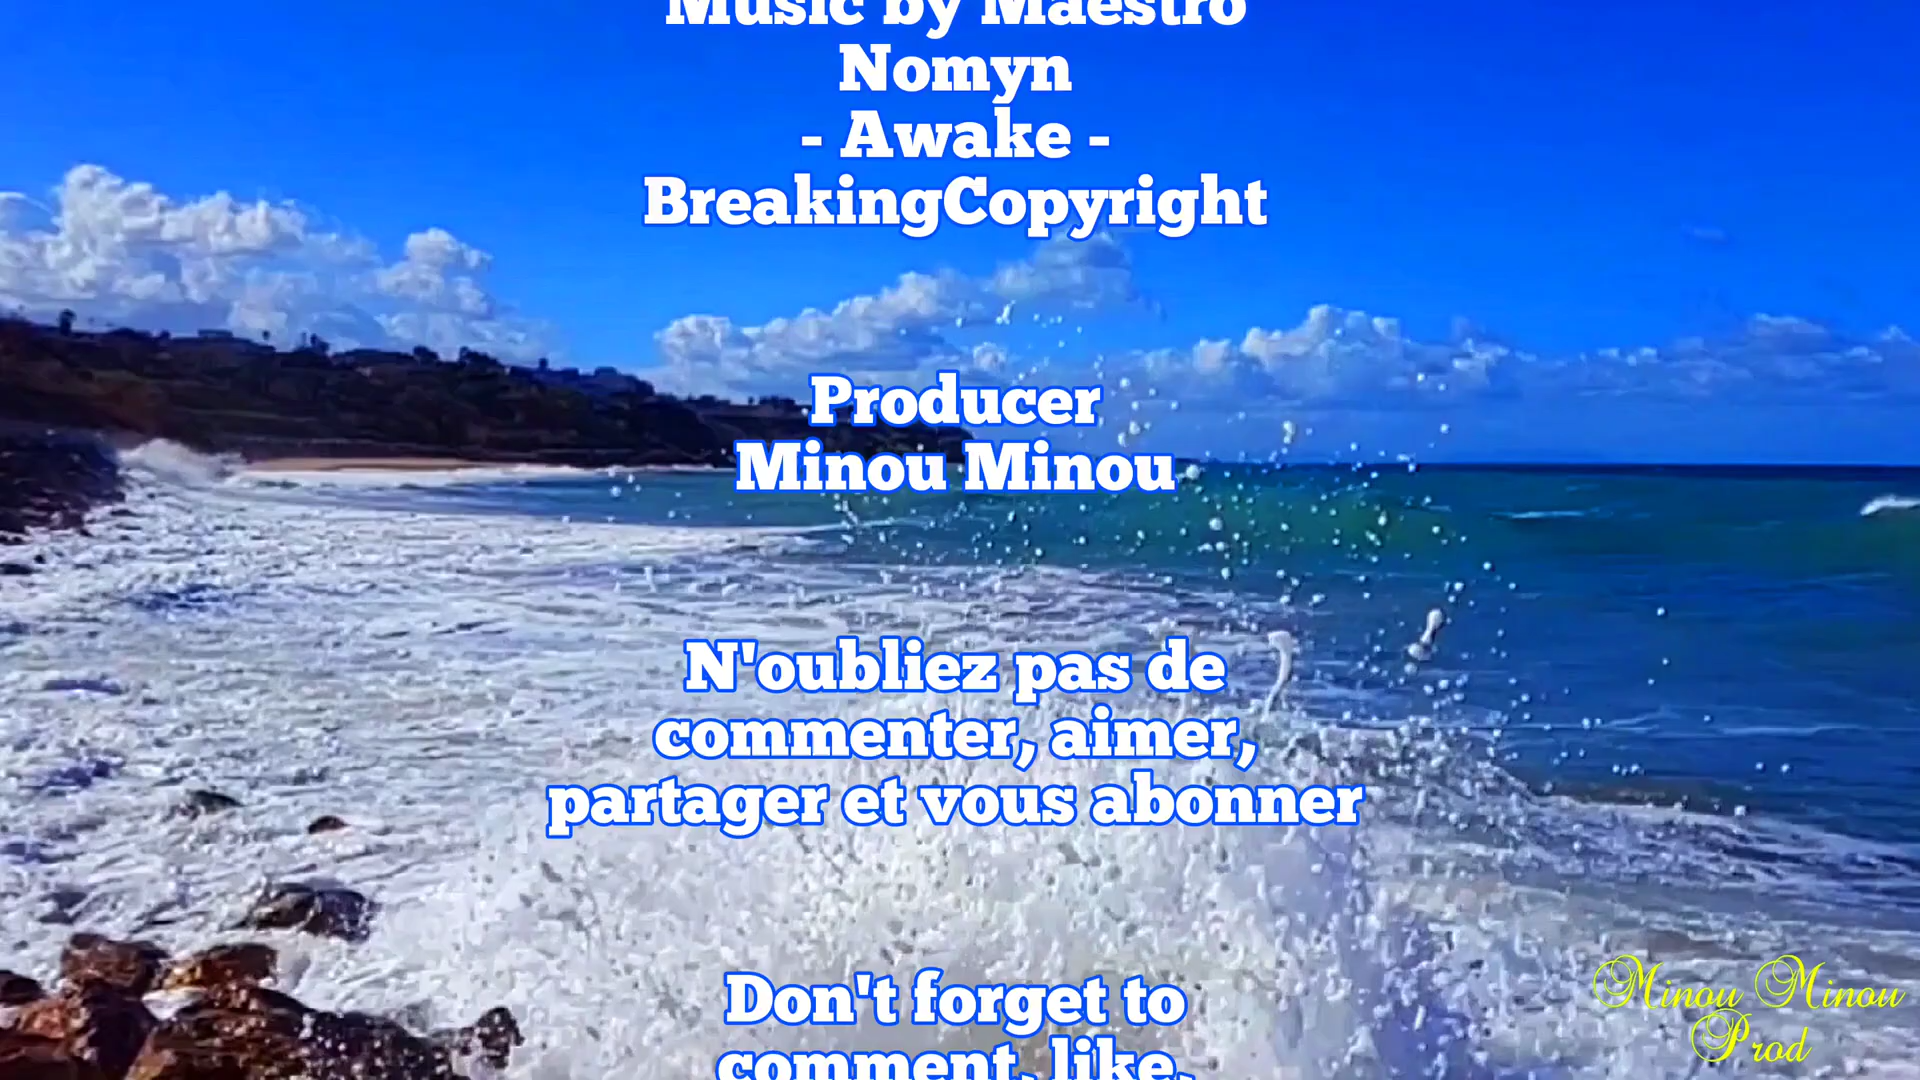 Music by Maestro
Nomyn
- Awake -
BreakingCopyright
Producer
Minou Minou
N'oubliez pas de
commenter, aimer,
partager et vous abonner
Don't forget to
comment, like,
Minou Minou
Prod